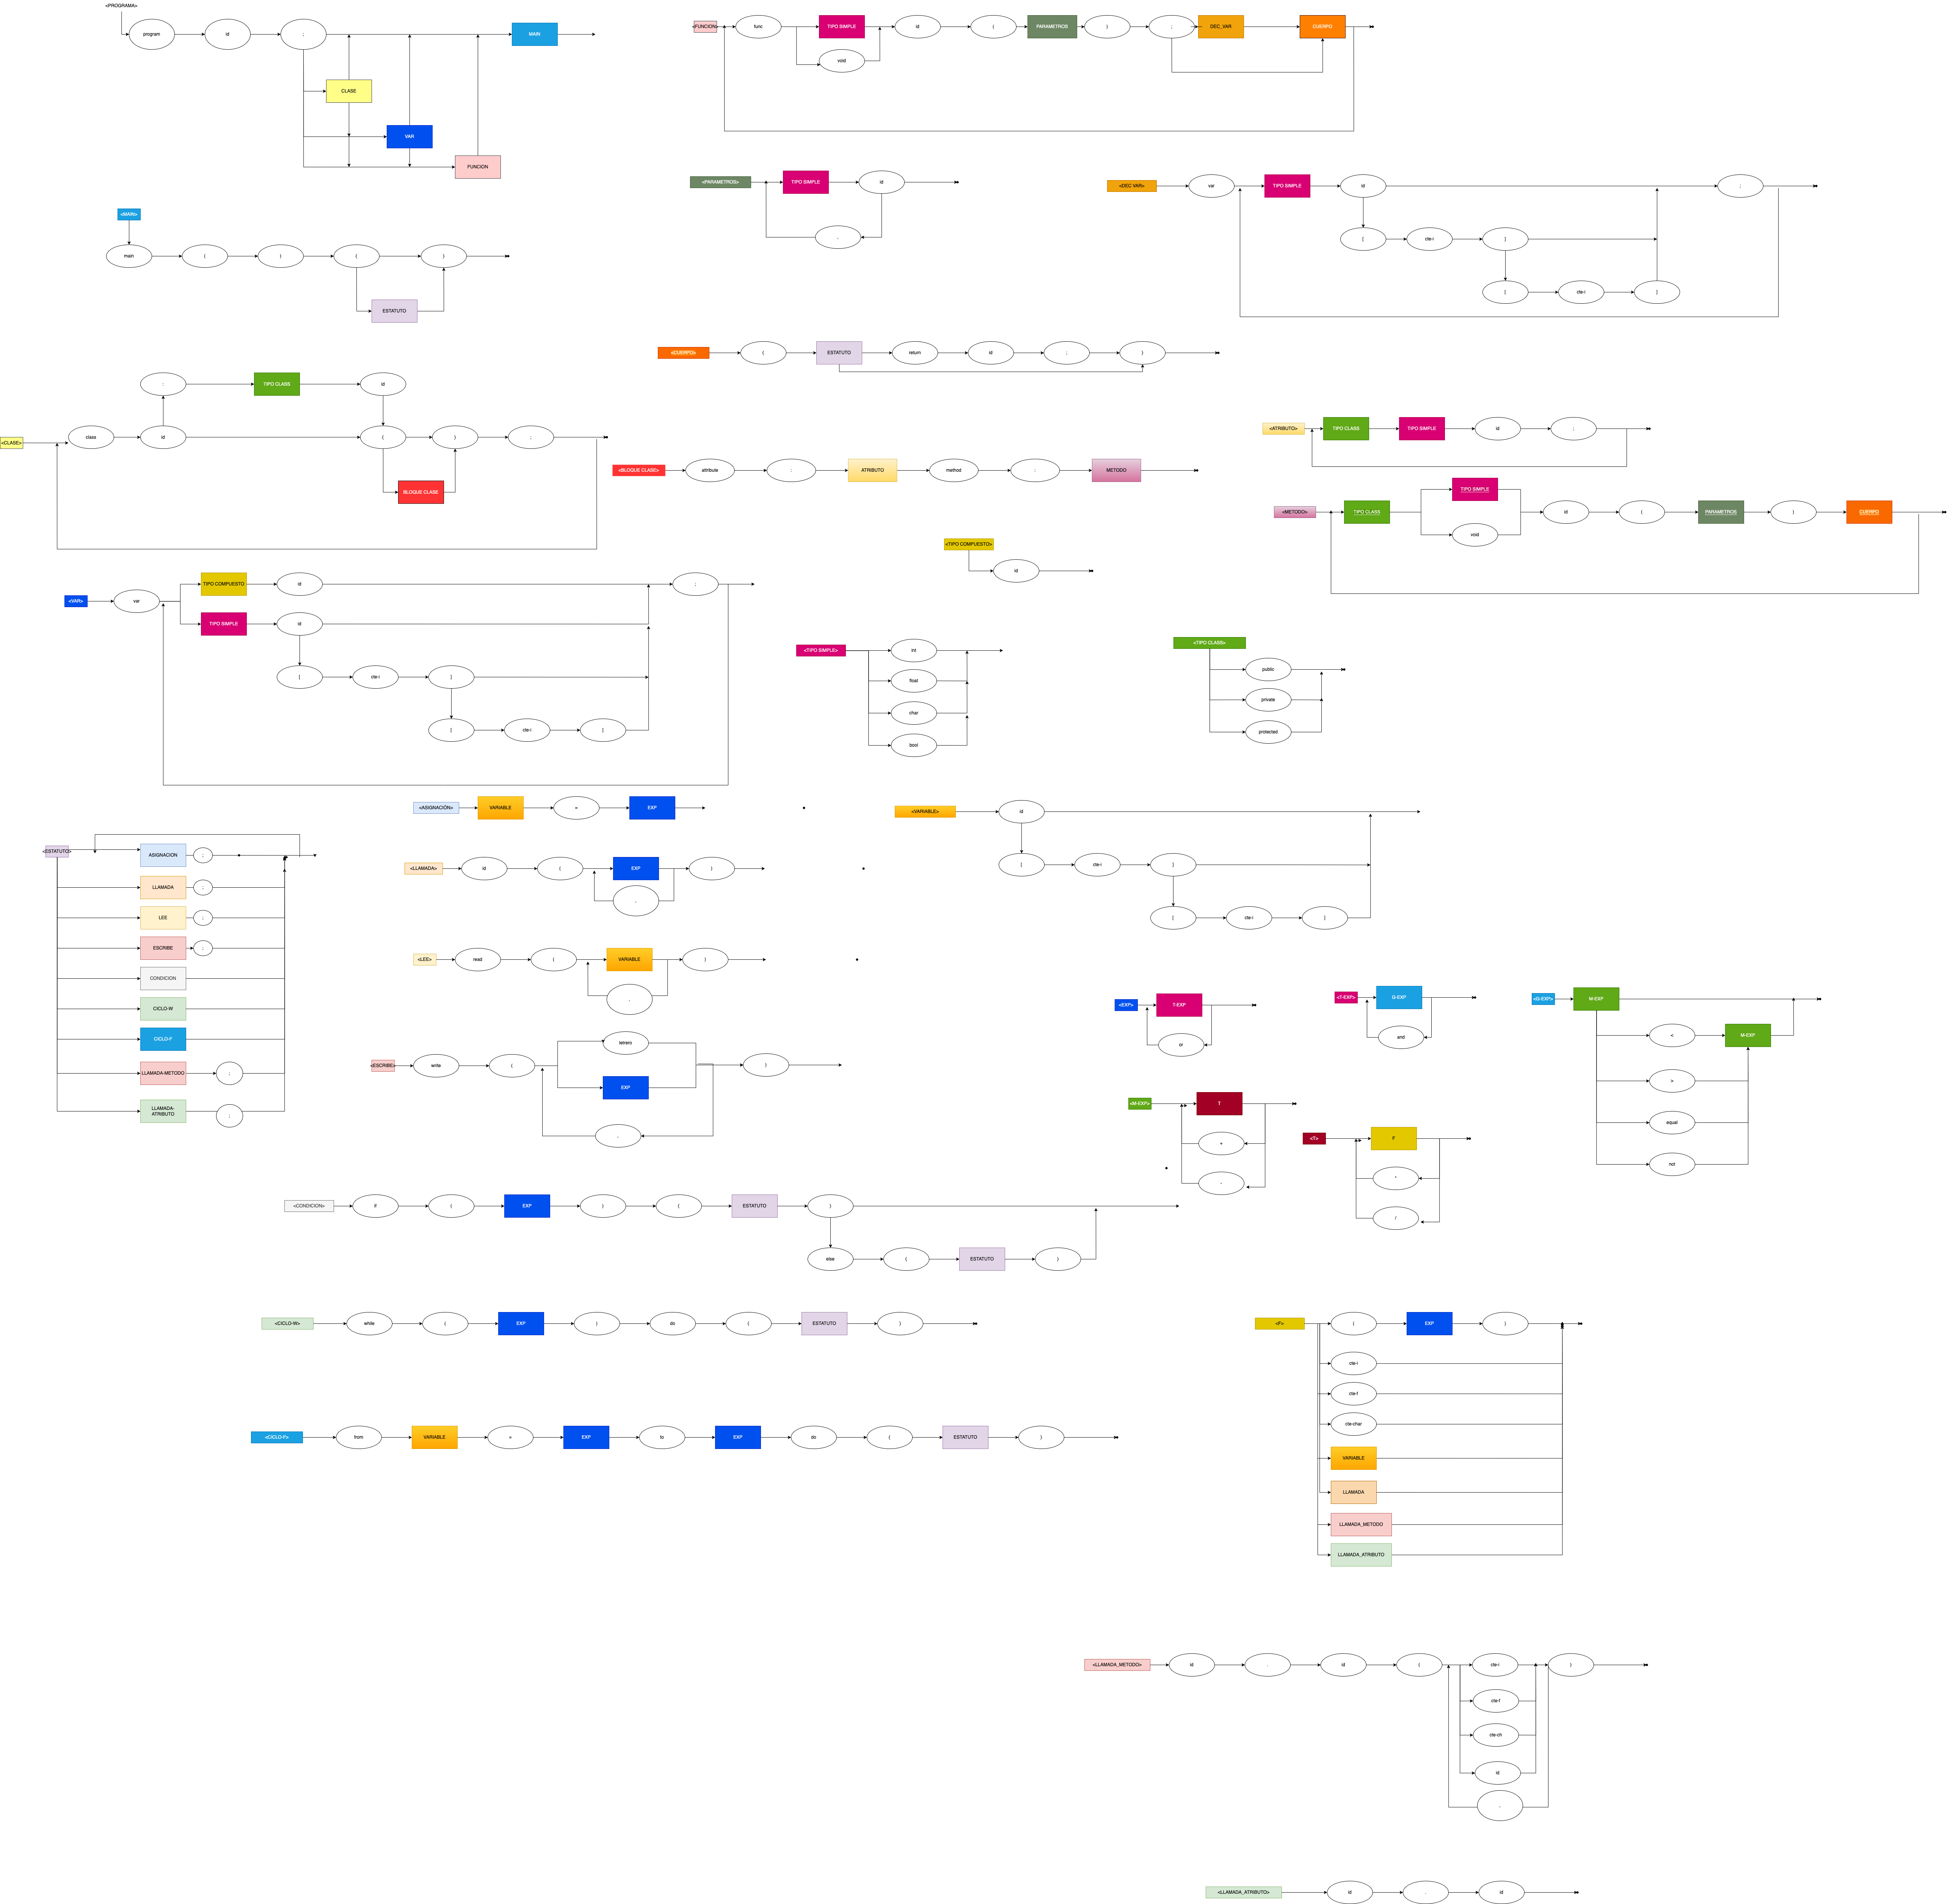 <PROGRAMA>
program
id
;
MAIN
CLASE
VAR
FUNCION
<FUNCION>
func
TIPO SIMPLE
void
id
(
PARAMETROS
)
;
DEC_VAR
CUERPO
<PARAMETROS>
TIPO SIMPLE
id
,
<DEC VAR>
var
TIPO SIMPLE
id
;
[
cte-i
]
[
cte-i
]
<MAIN>
main
(
)
{
}
ESTATUTO
<CUERPO>
{
ESTATUTO
return
id
;
}
<CLASE>
class
id
:
TIPO CLASS
id
{
}
;
BLOQUE CLASE
<BLOQUE CLASE>
attribute
:
ATRIBUTO
method
:
METODO
<ATRIBUTO>
TIPO CLASS
TIPO SIMPLE
id
;
<METODO>
TIPO CLASS
TIPO SIMPLE
void
id
(
PARAMETROS
)
CUERPO
<TIPO COMPUESTO>
id
<VAR>
var
TIPO COMPUESTO
id
;
TIPO SIMPLE
id
[
cte-i
]
[
cte-i
]
<TIPO SIMPLE>
int
float
char
bool
<TIPO CLASS>
public
private
protected
<ASIGNACIÓN>
VARIABLE
=
EXP
<VARIABLE>
id
[
cte-i
]
[
cte-i
]
<ESTATUTO>
ASIGNACION
;
LLAMADA
;
LEE
;
ESCRIBE
;
CONDICION
CICLO-W
CICLO-F
LLAMADA-METODO
;
LLAMADA-
ATRIBUTO
;
<LLAMADA>
id
(
EXP
)
,
<LEE>
read
(
VARIABLE
)
,
<ESCRIBE>
write
(
letrero
EXP
)
,
<EXP>
T-EXP
or
<T-EXP>
G-EXP
and
<G-EXP>
M-EXP
<
M-EXP
>
equal
not
<M-EXP>
T
+
-
<T>
F
*
/
<CONDICION>
if
(
EXP
)
{
ESTATUTO
}
else
{
ESTATUTO
}
<CICLO-W>
while
(
EXP
)
do
{
ESTATUTO
}
<F>
(
EXP
)
cte-i
cte-f
cte-char
VARIABLE
LLAMADA
LLAMADA_METODO
LLAMADA_ATRIBUTO
<CICLO-F>
from
VARIABLE
=
EXP
to
EXP
do
{
ESTATUTO
}
<LLAMADA_METODO>
id
.
id
(
cte-i
)
cte-f
cte-ch
id
,
<LLAMADA_ATRIBUTO>
id
.
id